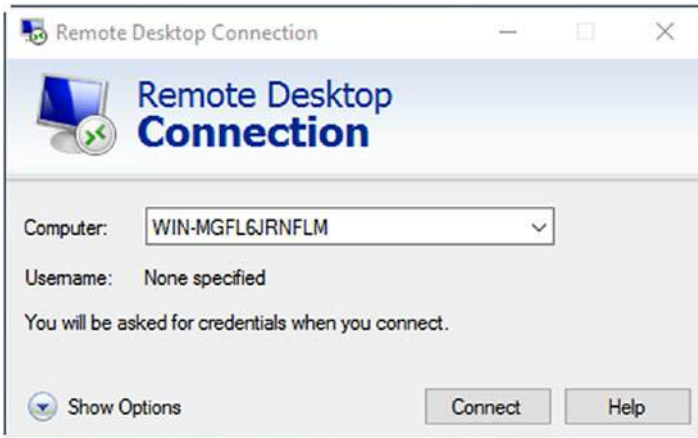 Remote Desktop Connection
Remote Desktop
Connection
Computer: WIN-MGFL6JRNFLM
Username: None specified
You will be asked for credentials when you connect.
Show Options Connect Help